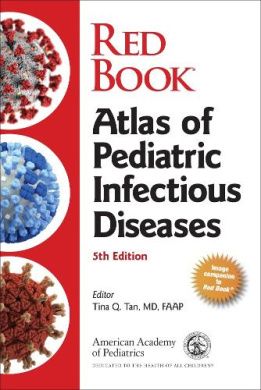 RED BOOK®
Atlas of
Pediatric
Infectious
Diseases
5th Edition
Image
companion
to
Red Book®
Editor
Tina Q. Tan, MD, FAAP
American Academy
of Pediatrics
DEDICATED TO THE HEALTH OF ALL CHILDREN®